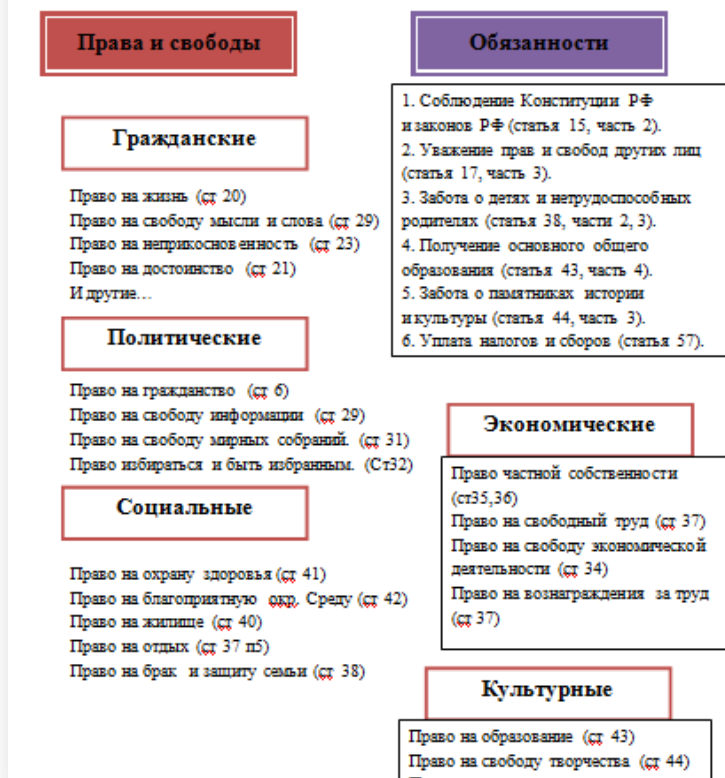 Права и свободы
Обязанности
1. Соблюдение Конституции РФ
и законов РФ (статья 15, часть 2).
2. Уважение прав и свобод других лиц
(статья 17, часть 3).
3. Забота о детях и нетрудоспособных
родителях (статья 38, части 2, 3).
4. Получение основного общего
образования (статья 43, часть 4).
5. Забота о памятниках истории
и культуры (статья 44, часть 3).
6. Уплата налогов и сборов (статья 57).
Гражданские
Право на жизнь (ст 20)
Право на свободу мысли и слова (ст 29)
Право на неприкосновенность (ст 23)
Право на достоинство (ст 21)
И другие…
Политические
Право на гражданство (ст 6)
Право на свободу информации (ст 29)
Право на свободу мирных собраний. (ст 31)
Право избираться и быть избранным. (Ст32)
Социальные
Право на охрану здоровья (ст 41)
Право на благоприятную окр. Среду (ст 42)
Право на жилище (ст 40)
Право на отдых (ст 37 п5)
Право на брак и защиту семьи (ст 38)
Экономические
Право частной собственности
(ст35,36)
Право на свободный труд (ст 37)
Право на свободу экономической
деятельности (ст 34)
Право на вознаграждения за труд
(ст 37)
Культурные
Право на образование (ст 43)
Право на свободу творчества (ст 44)